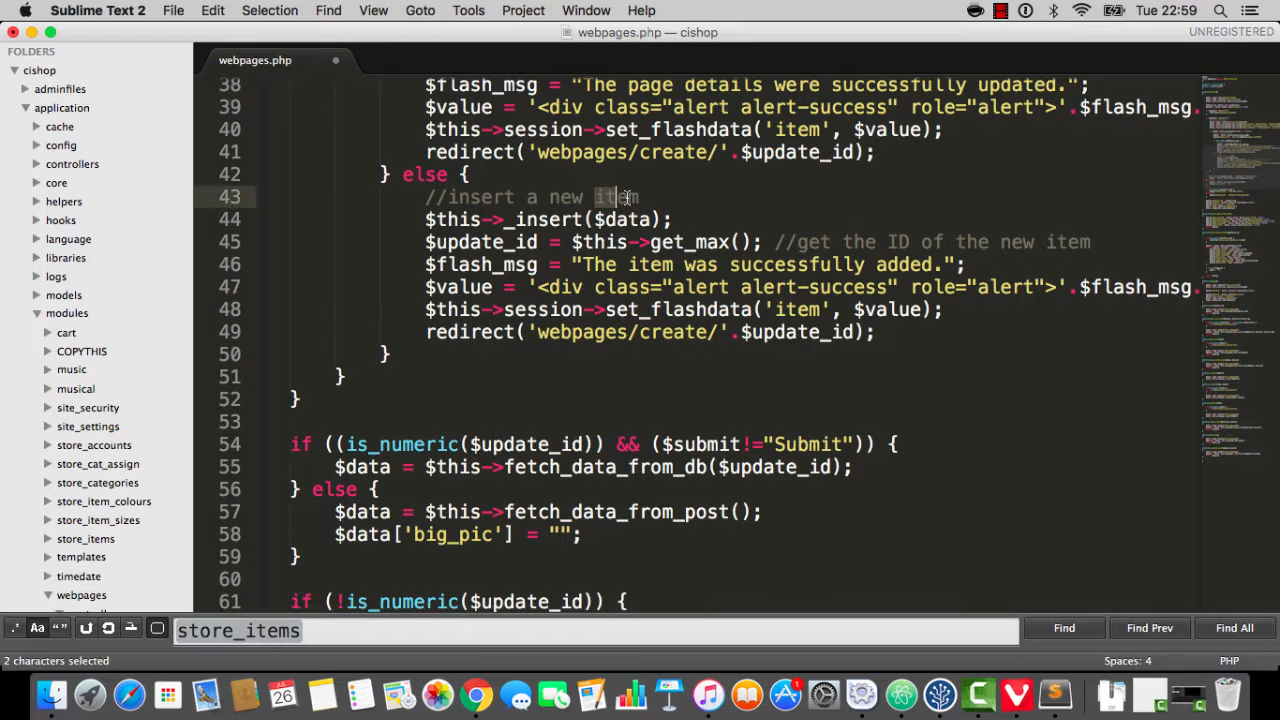 Sublime Text 2 File Edit Selection Find View Goto Tools Project Window Help Tue 22:59
webpages.php — cishop UNREGISTERED
FOLDERS
cishop
adminfiles
application
cache
config
controllers
core
helpers
hooks
language
libraries
logs
models
modules
cart
COPYTHIS
music
musical
site_security
site_settings
store_accounts
store_cat_assign
store_categories
store_item_colours
store_item_sizes
store_items
templates
timedate
webpages
webpages.php
38 $flash_msg = "The page details were successfully updated.";
39 $value = '<div class="alert alert-success" role="alert">'.$flash_msg.
40 $this->session->set_flashdata('item', $value);
41 redirect('webpages/create/'.$update_id);
42 } else {
43 //insert a new item
44 $this->_insert($data);
45 $update_id = $this->get_max(); //get the ID of the new item
46 $flash_msg = "The item was successfully added.";
47 $value = '<div class="alert alert-success" role="alert">'.$flash_msg.
48 $this->session->set_flashdata('item', $value);
49 redirect('webpages/create/'.$update_id);
50 }
51 }
52 }
53
54 if ((is_numeric($update_id)) && ($submit!="Submit")) {
55 $data = $this->fetch_data_from_db($update_id);
56 } else {
57 $data = $this->fetch_data_from_post();
58 $data['big_pic'] = "";
59 }
60
61 if (!is_numeric($update_id)) {
.* Aa “” store_items Find Find Prev Find All
2 characters selected Spaces: 4 PHP